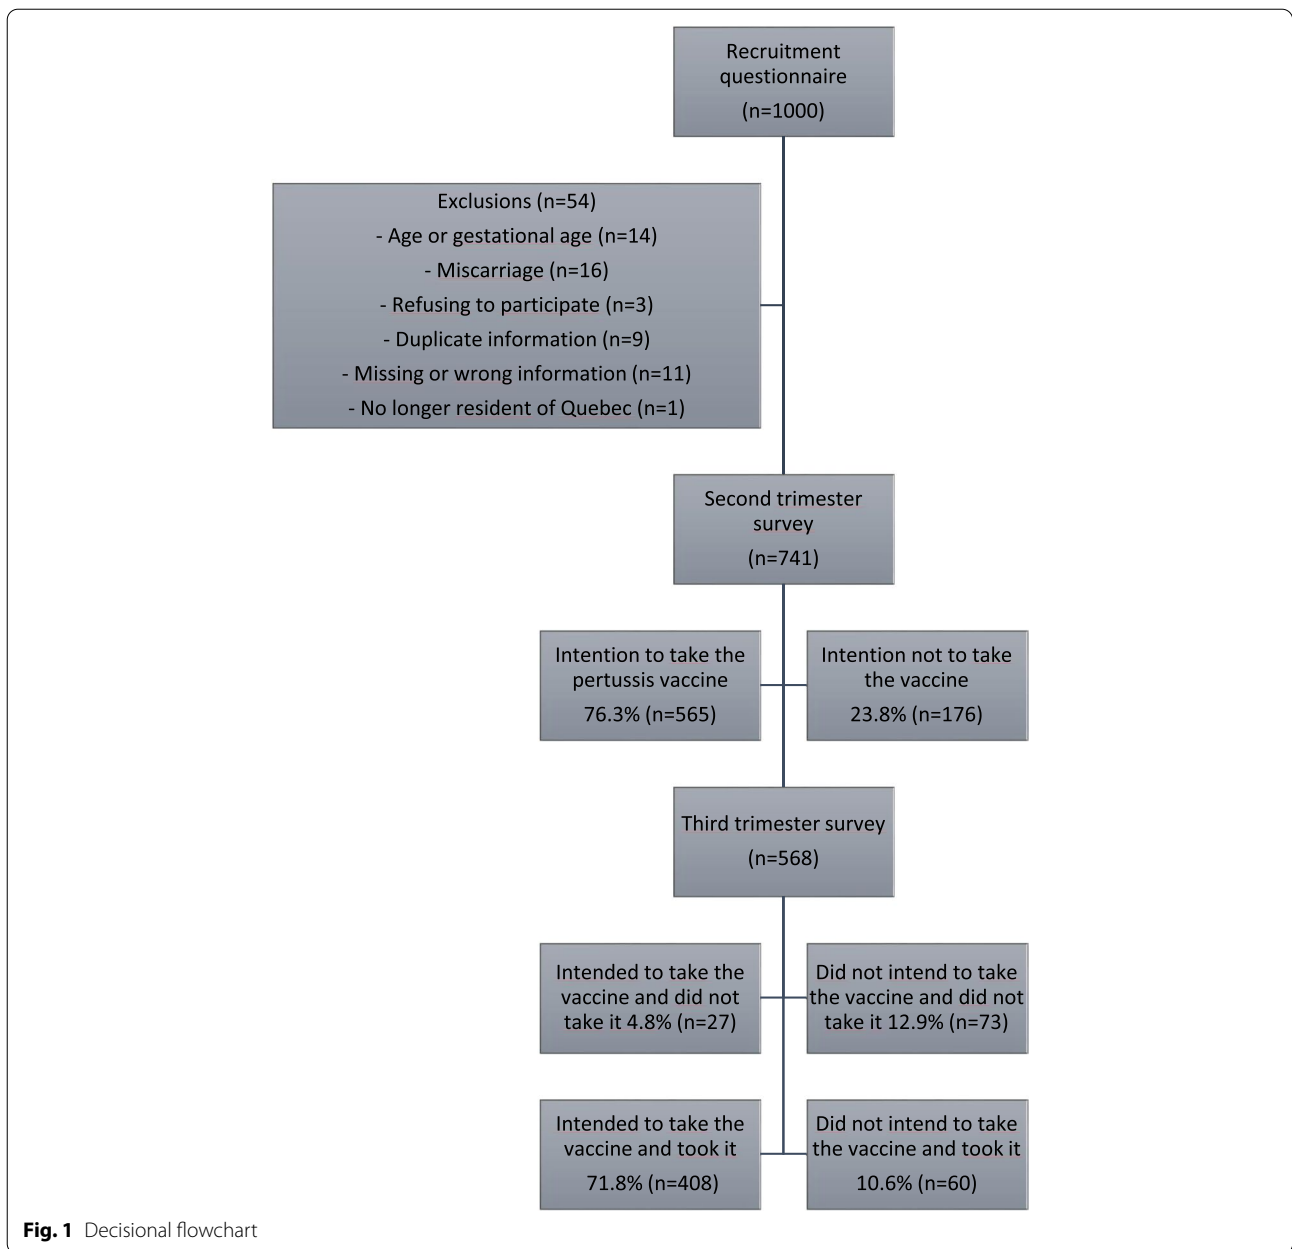 Recruitment
questionnaire
(n=1000)
Exclusions (n=54)
- Age or gestational age (n=14)
- Miscarriage (n=16)
- Refusing to participate (n=3)
- Duplicate information (n=9)
- Missing or wrong information (n=11)
- No longer resident of Quebec (n=1)
Second trimester
survey
(n=741)
Intention to take the
pertussis vaccine
76.3% (n=565)
Intention not to take
the vaccine
23.8% (n=176)
Third trimester survey
(n=568)
Intended to take the
vaccine and did not
take it 4.8% (n=27)
Did not intend to take
the vaccine and did not
take it 12.9% (n=73)
Intended to take the
vaccine and took it
71.8% (n=408)
Did not intend to take
the vaccine and took it
10.6% (n=60)
Fig. 1 Decisional flowchart